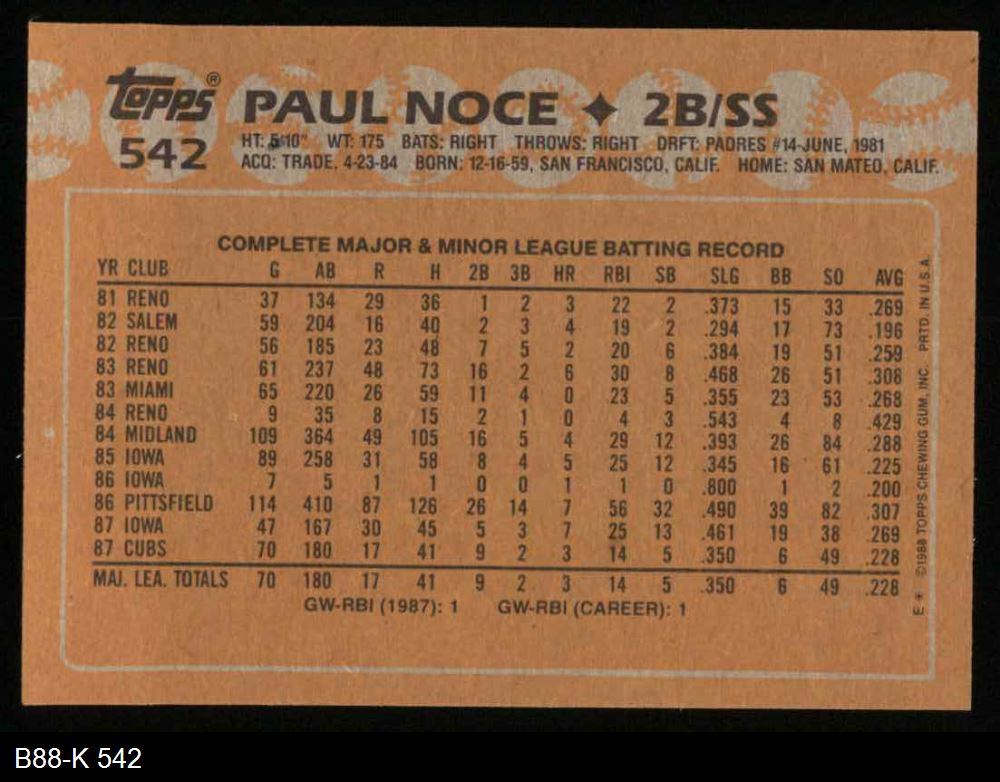 Topps®
542
PAUL NOCE ✦ 2B/SS
HT: 5'10" WT: 175 BATS: RIGHT THROWS: RIGHT DRFT: PADRES #14-JUNE, 1981
ACQ: TRADE, 4-23-84 BORN: 12-16-59, SAN FRANCISCO, CALIF. HOME: SAN MATEO, CALIF.
COMPLETE MAJOR & MINOR LEAGUE BATTING RECORD
YR CLUB G AB R H 2B 3B HR RBI SB SLG BB SO AVG
81 RENO 37 134 29 36 1 2 3 22 2 .373 15 33 .269
82 SALEM 59 204 16 40 2 3 4 19 2 .294 17 73 .196
82 RENO 56 185 23 48 7 5 2 20 6 .384 19 51 .259
83 RENO 61 237 48 73 16 2 6 30 8 .468 26 51 .308
83 MIAMI 65 220 26 59 11 4 0 23 5 .355 23 53 .268
84 RENO 9 35 8 15 2 1 0 4 3 .543 4 8 .429
84 MIDLAND 109 364 49 105 16 5 4 29 12 .393 26 84 .288
85 IOWA 89 258 31 58 8 4 5 25 12 .345 16 61 .225
86 IOWA 7 5 1 1 0 0 1 1 0 .800 1 2 .200
86 PITTSFIELD 114 410 87 126 26 14 7 56 32 .490 39 82 .307
87 IOWA 47 167 30 45 5 3 7 25 13 .461 19 38 .269
87 CUBS 70 180 17 41 9 2 3 14 5 .350 6 49 .228
MAJ. LEA. TOTALS 70 180 17 41 9 2 3 14 5 .350 6 49 .228
GW-RBI (1987): 1 GW-RBI (CAREER): 1
E * ©1988 TOPPS CHEWING GUM, INC. PRTD. IN U.S.A.
B88-K 542